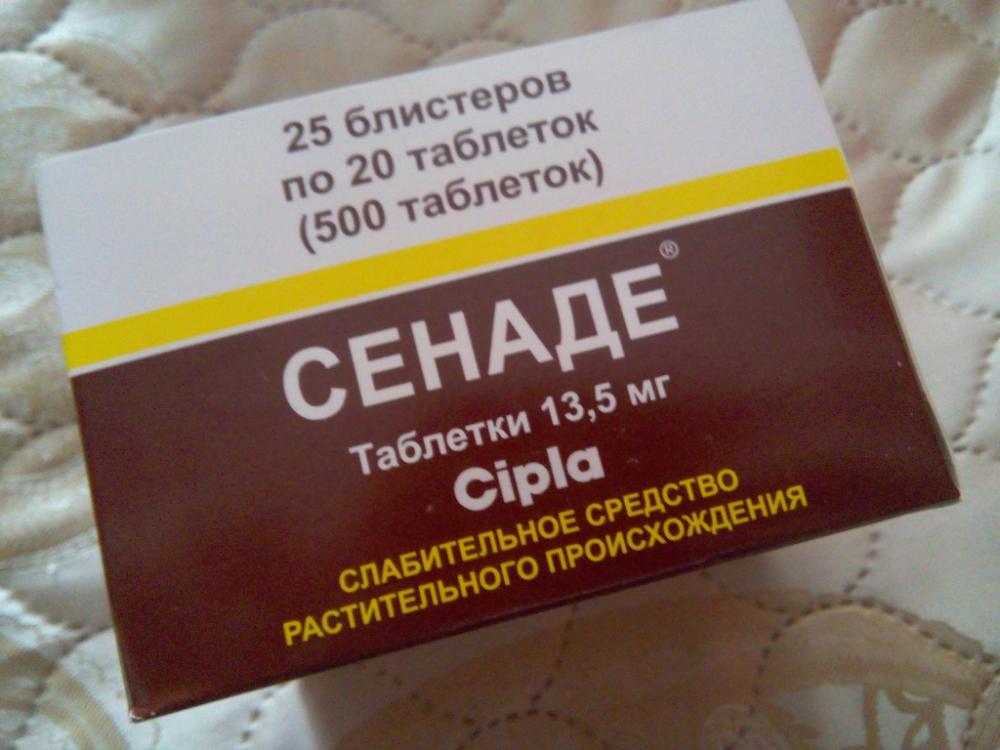 25 блистеров
по 20 таблеток
(500 таблеток)
СЕНАДЕ®
Таблетки 13,5 мг
Cipla
СЛАБИТЕЛЬНОЕ СРЕДСТВО
РАСТИТЕЛЬНОГО ПРОИСХОЖДЕНИЯ